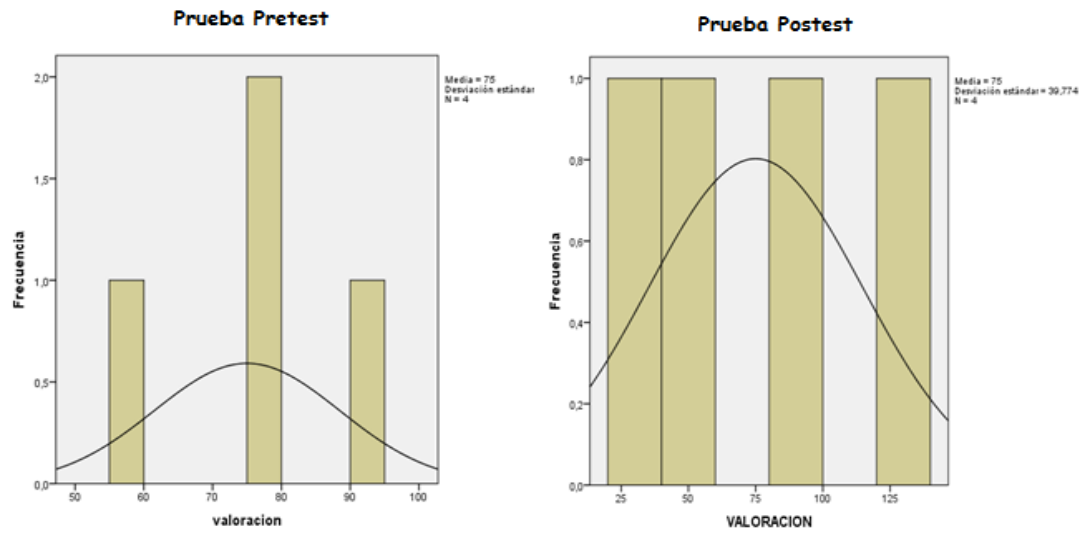 Prueba Pretest
2,0
1,5
1,0
0,5
0,0
Frecuencia
50 60 70 80 90 100
valoracion
Media = 75
Desviación estándar
N = 4
Prueba Postest
1,0
0,8
0,6
0,4
0,2
0,0
Frecuencia
25 50 75 100 125
VALORACION
Media = 75
Desviación estándar = 39,774
N = 4